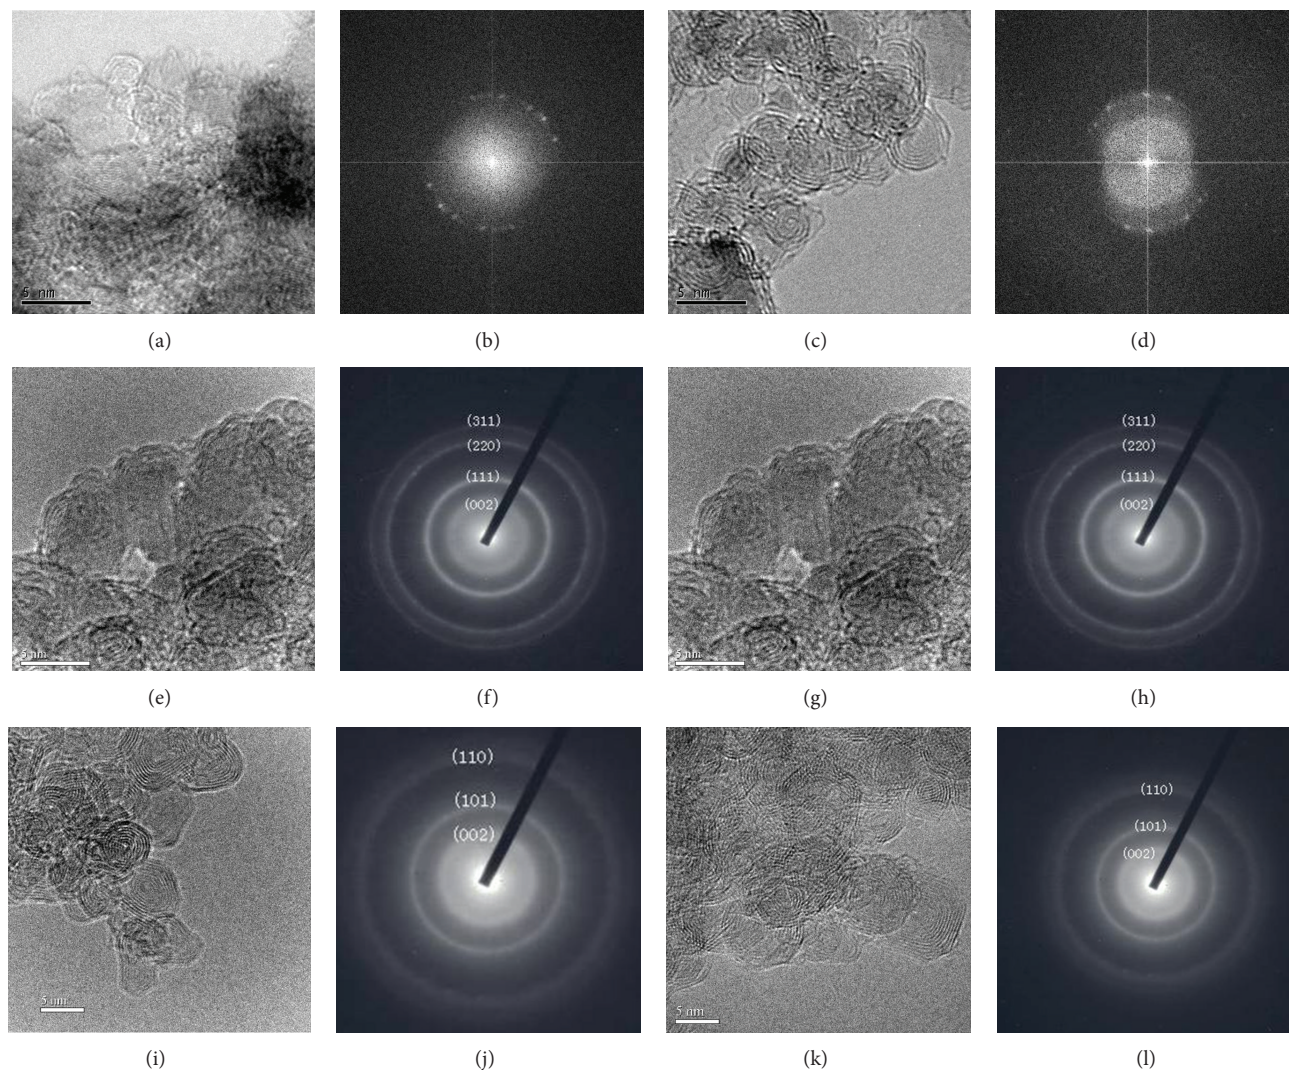 5 nm
5 nm
(a)
(b)
(c)
(d)
(311)
(220)
(111)
(002)
(311)
(220)
(111)
(002)
5 nm
5 nm
(e)
(f)
(g)
(h)
(110)
(101)
(002)
(110)
(101)
(002)
5 nm
5 nm
(i)
(j)
(k)
(l)